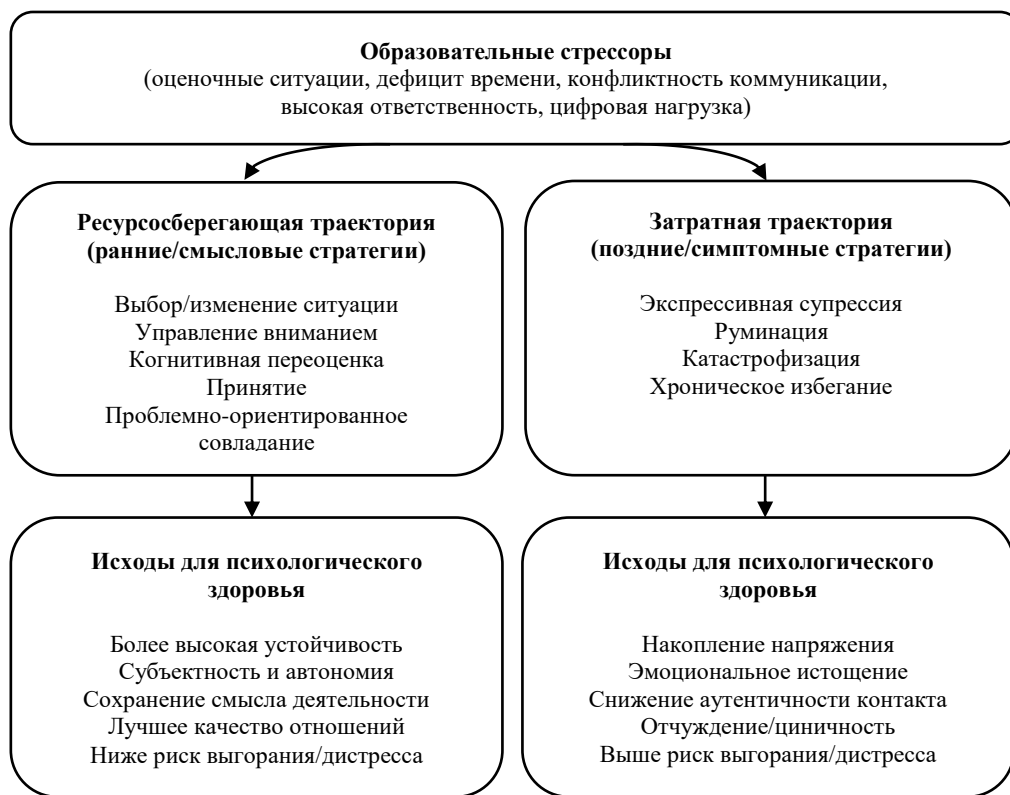 Образовательные стрессоры
(оценочные ситуации, дефицит времени, конфликтность коммуникации,
высокая ответственность, цифровая нагрузка)
Ресурсосберегающая траектория
(ранние/смысловые стратегии)
Выбор/изменение ситуации
Управление вниманием
Когнитивная переоценка
Принятие
Проблемно-ориентированное
совладание
Затратная траектория
(поздние/симптомные стратегии)
Экспрессивная супрессия
Руминация
Катастрофизация
Хроническое избегание
Исходы для психологического
здоровья
Более высокая устойчивость
Субъектность и автономия
Сохранение смысла деятельности
Лучшее качество отношений
Ниже риск выгорания/дистресса
Исходы для психологического
здоровья
Накопление напряжения
Эмоциональное истощение
Снижение аутентичности контакта
Отчуждение/циничность
Выше риск выгорания/дистресса